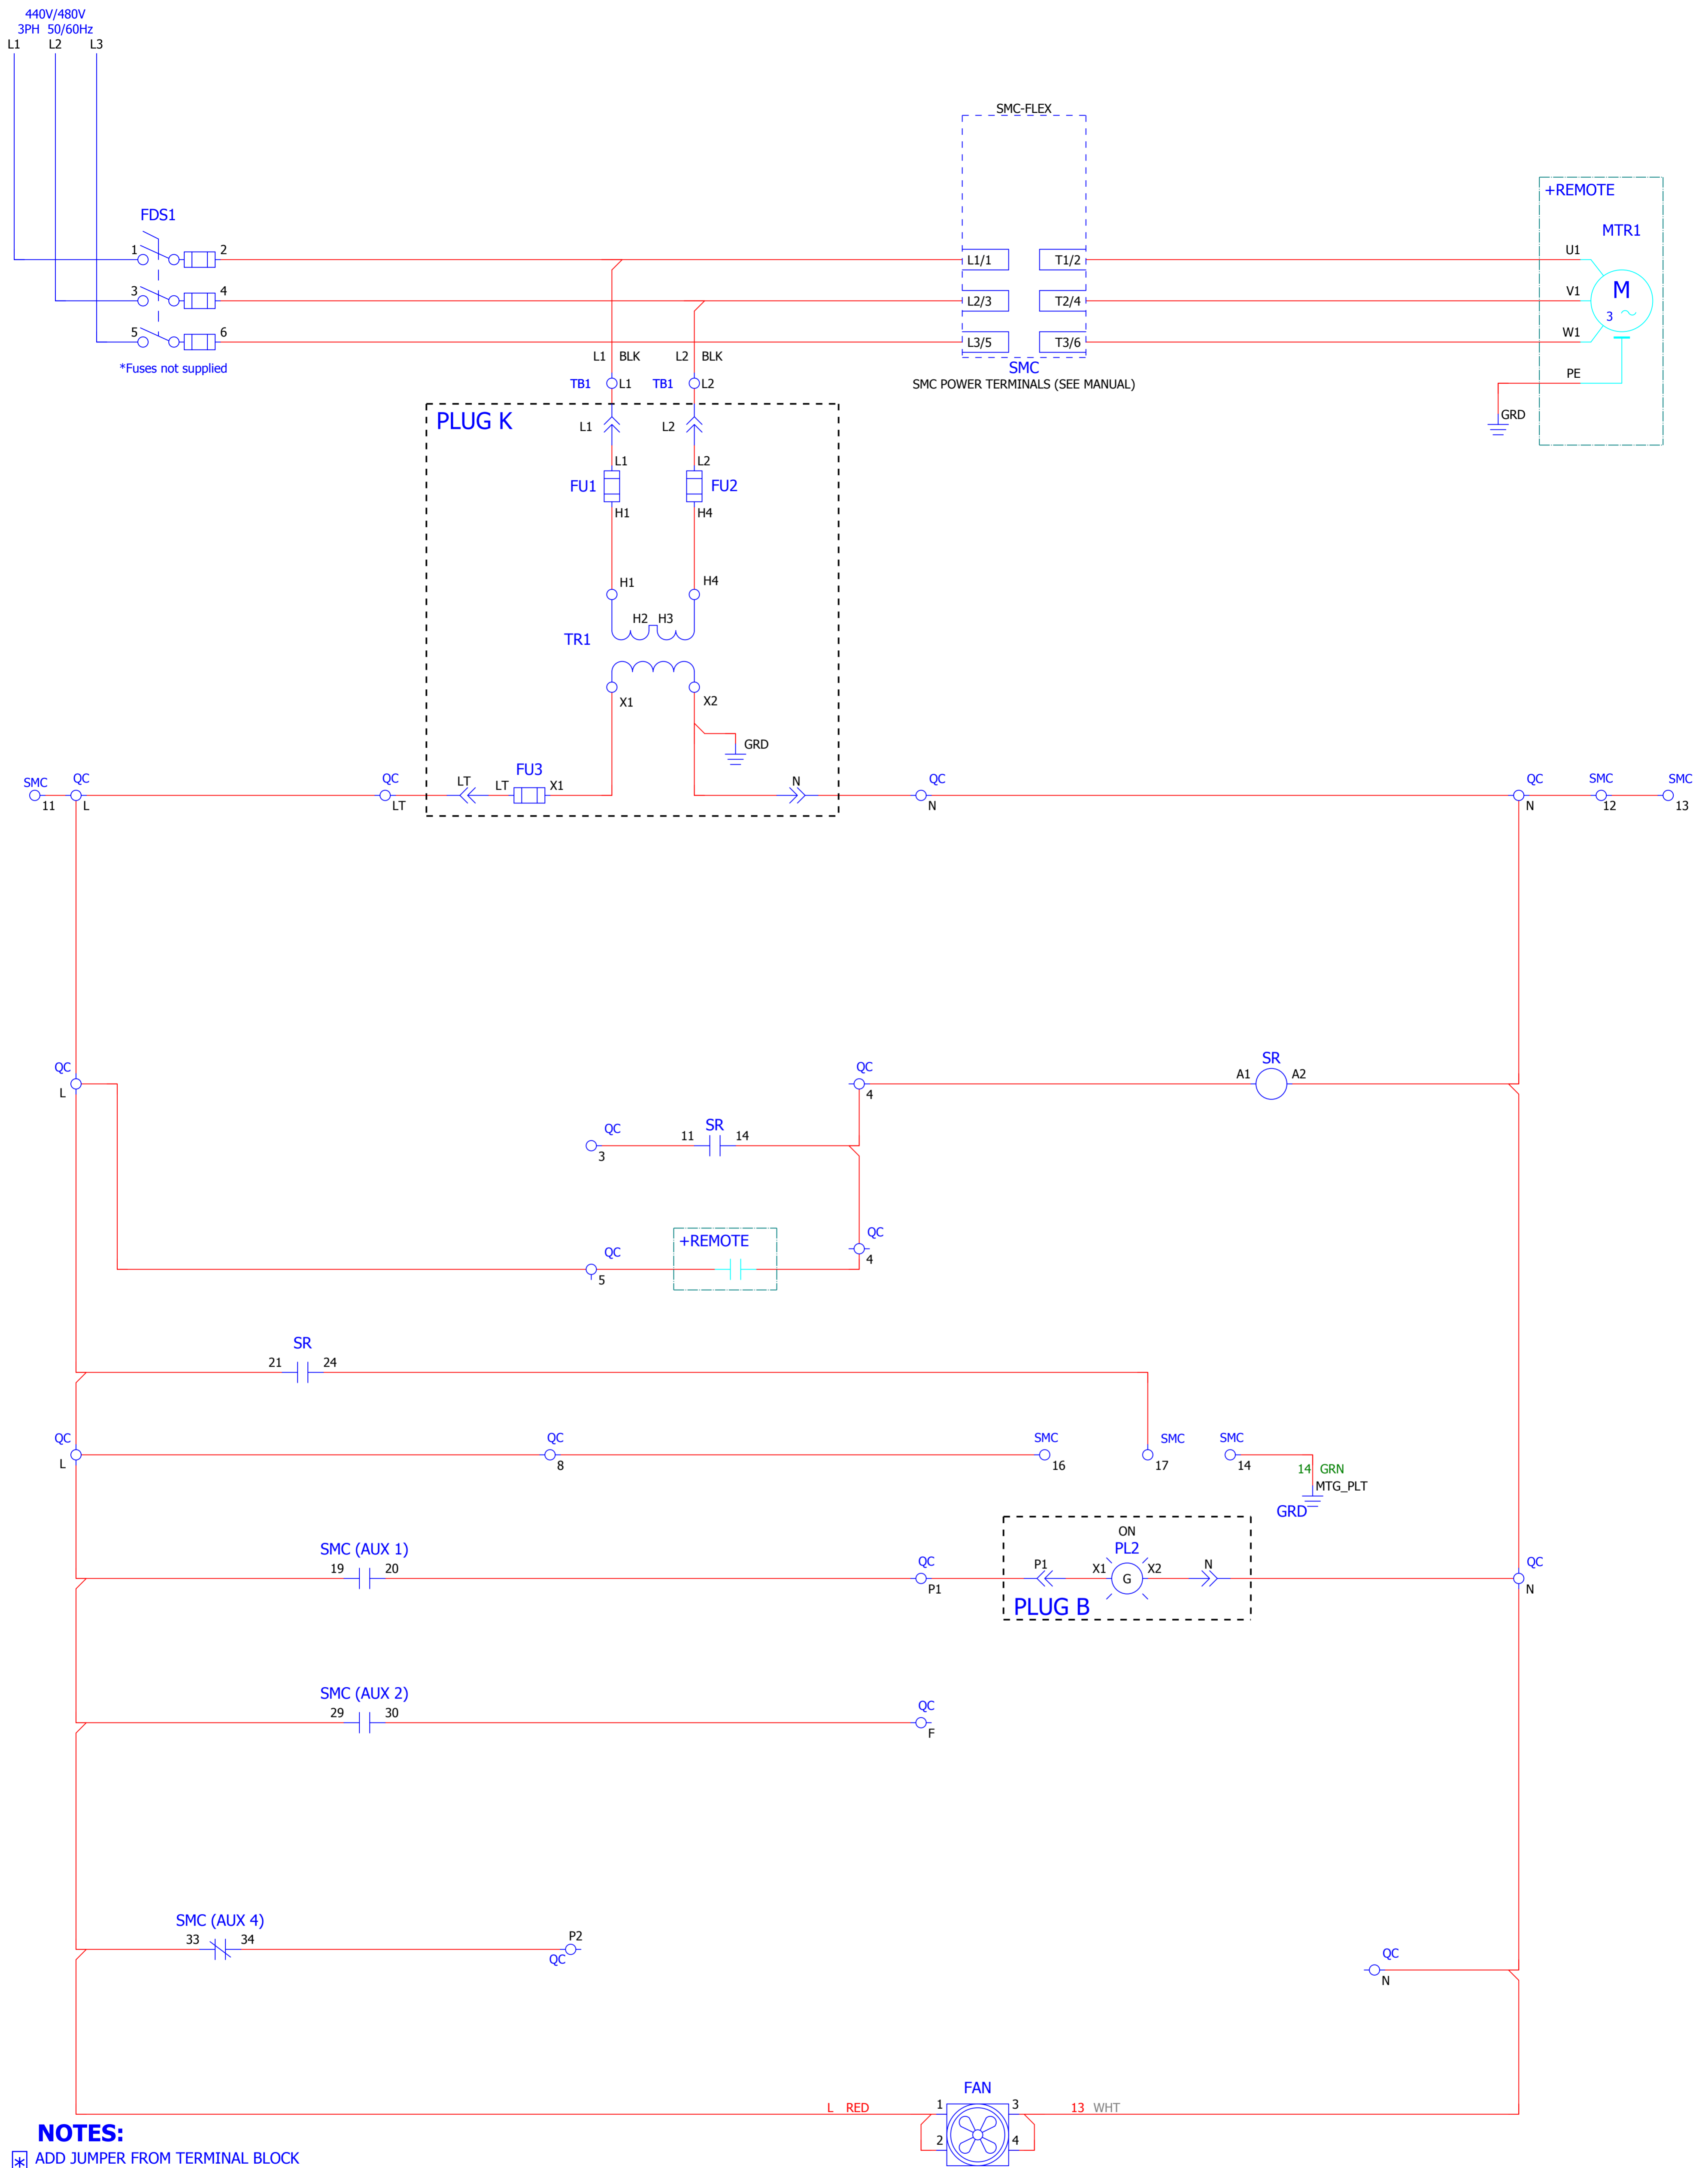 440V/480V
3PH 50/60Hz
L1 L2 L3
SMC-FLEX
+REMOTE
FDS1
MTR1
1 2
L1/1 T1/2
U1
3 4
L2/3 T2/4
V1
M
3
5 6
L3/5 T3/6
W1
*Fuses not supplied
L1 BLK L2 BLK
SMC
SMC POWER TERMINALS (SEE MANUAL)
PE
TB1 L1 TB1 L2
GRD
PLUG K
L1 L2
L1 L2
FU1 FU2
H1 H4
H1 H4
H2 H3
TR1
X1 X2
GRD
FU3
SMC QC QC LT LT X1 N QC QC SMC SMC
11 L LT N N 12 13
QC QC SR
L 4 A1 A2
QC SR
3 11 14
QC
4
+REMOTE
QC
5
SR
21 24
QC QC SMC SMC SMC
L 8 16 17 14
14 GRN
MTG_PLT
GRD
ON
PL2
SMC (AUX 1)
19 20
QC P1 X1 G X2 N QC
P1 N
PLUG B
SMC (AUX 2)
29 30
QC
F
SMC (AUX 4)
33 34
P2
QC
QC
N
FAN
L RED 1 3 13 WHT
2 4
NOTES:
* ADD JUMPER FROM TERMINAL BLOCK